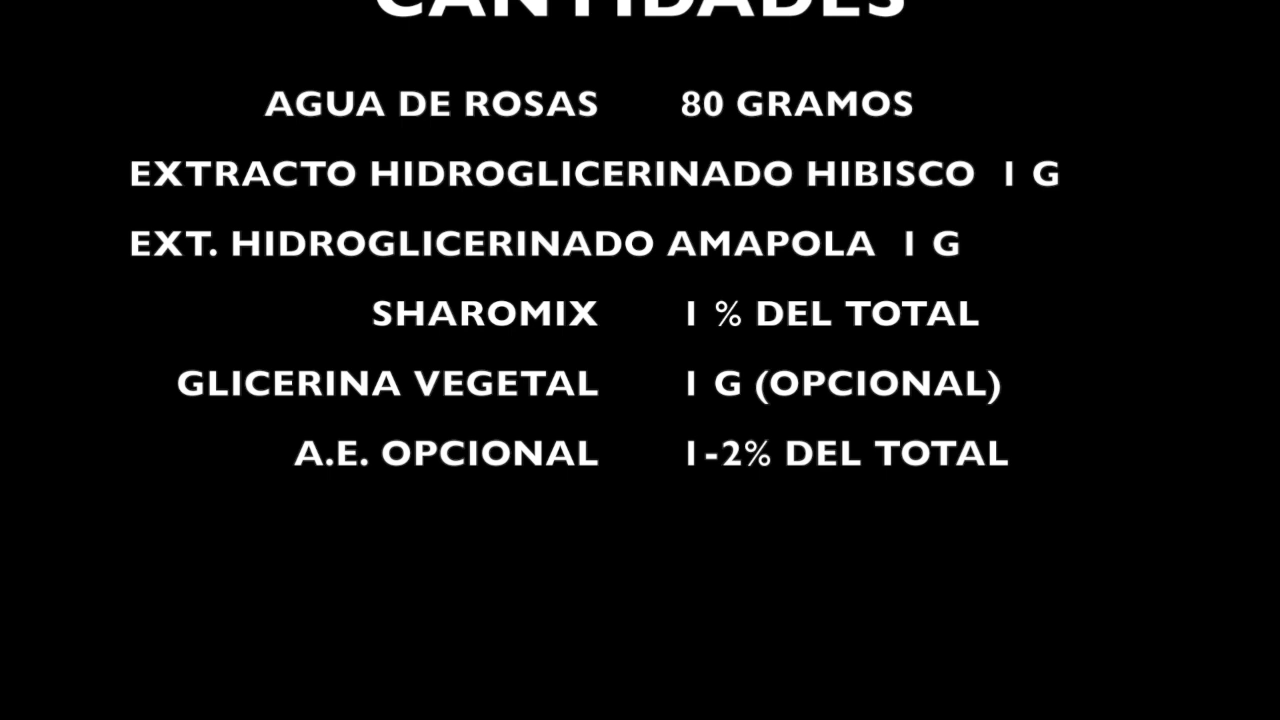 CANTIDADES
AGUA DE ROSAS 80 GRAMOS
EXTRACTO HIDROGLICERINADO HIBISCO 1 G
EXT. HIDROGLICERINADO AMAPOLA 1 G
SHAROMIX 1 % DEL TOTAL
GLICERINA VEGETAL 1 G (OPCIONAL)
A.E. OPCIONAL 1-2% DEL TOTAL